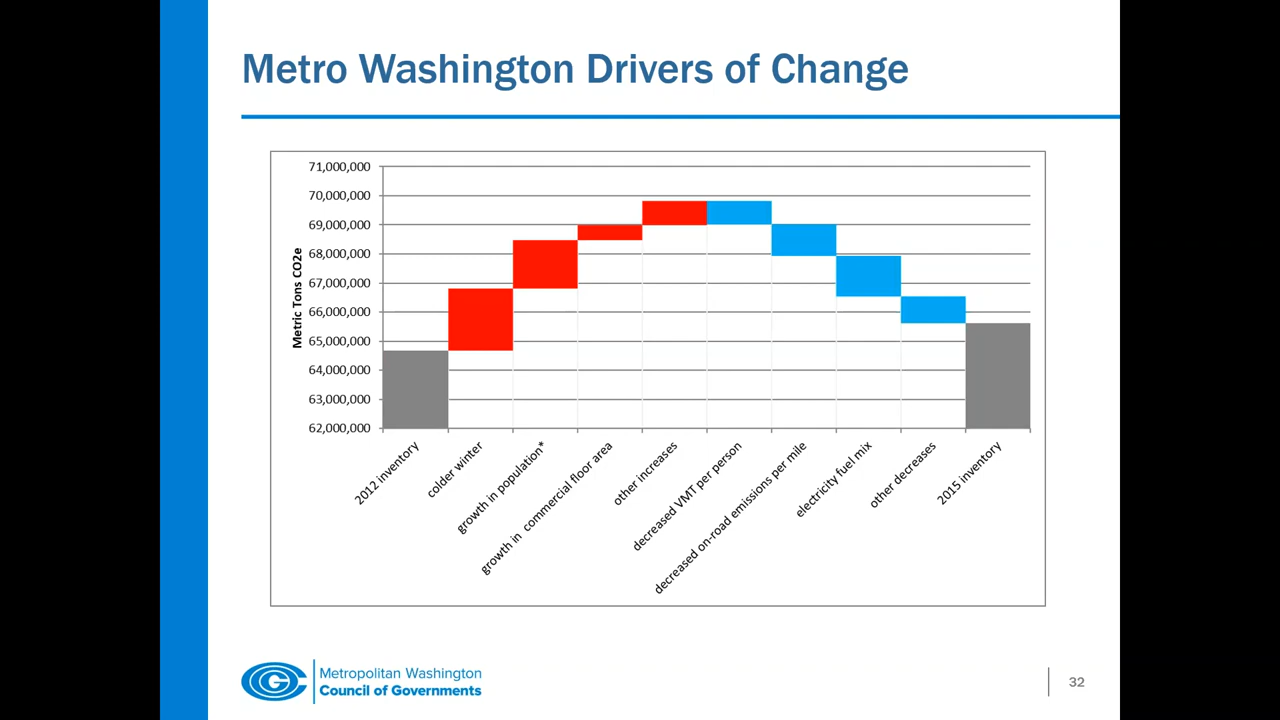 Metro Washington Drivers of Change
71,000,000
70,000,000
69,000,000
68,000,000
67,000,000
66,000,000
65,000,000
64,000,000
63,000,000
62,000,000
Metric Tons CO2e
2012 inventory
colder winter
growth in population*
growth in commercial floor area
other increases
decreased VMT per person
decreased on-road emissions per mile
electricity fuel mix
other decreases
2015 inventory
Metropolitan Washington
Council of Governments
32